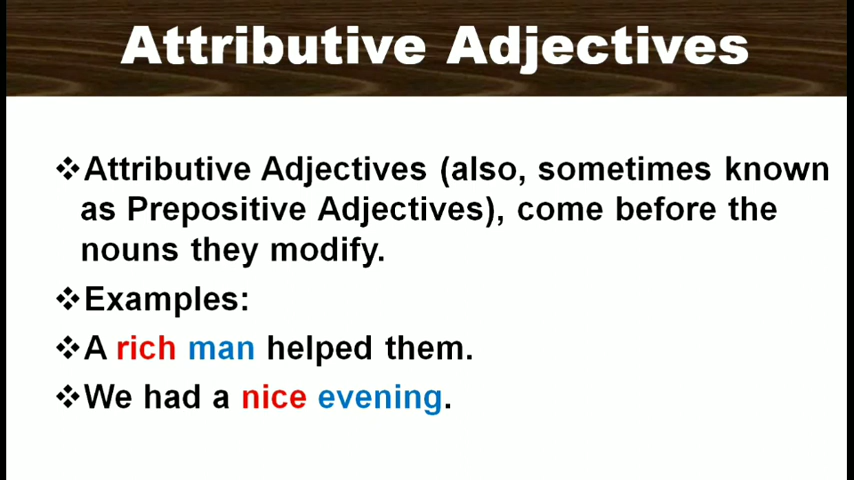 Attributive Adjectives
❖Attributive Adjectives (also, sometimes known
as Prepositive Adjectives), come before the
nouns they modify.
❖Examples:
❖A rich man helped them.
❖We had a nice evening.